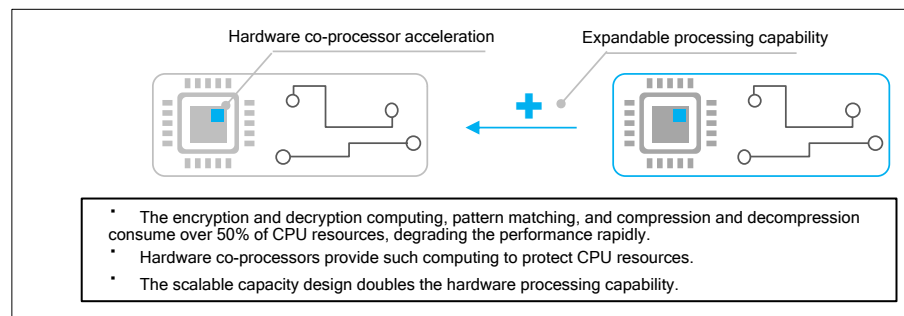 Hardware co-processor acceleration
Expandable processing capability
· The encryption and decryption computing, pattern matching, and compression and decompression
consume over 50% of CPU resources, degrading the performance rapidly.
· Hardware co-processors provide such computing to protect CPU resources.
· The scalable capacity design doubles the hardware processing capability.